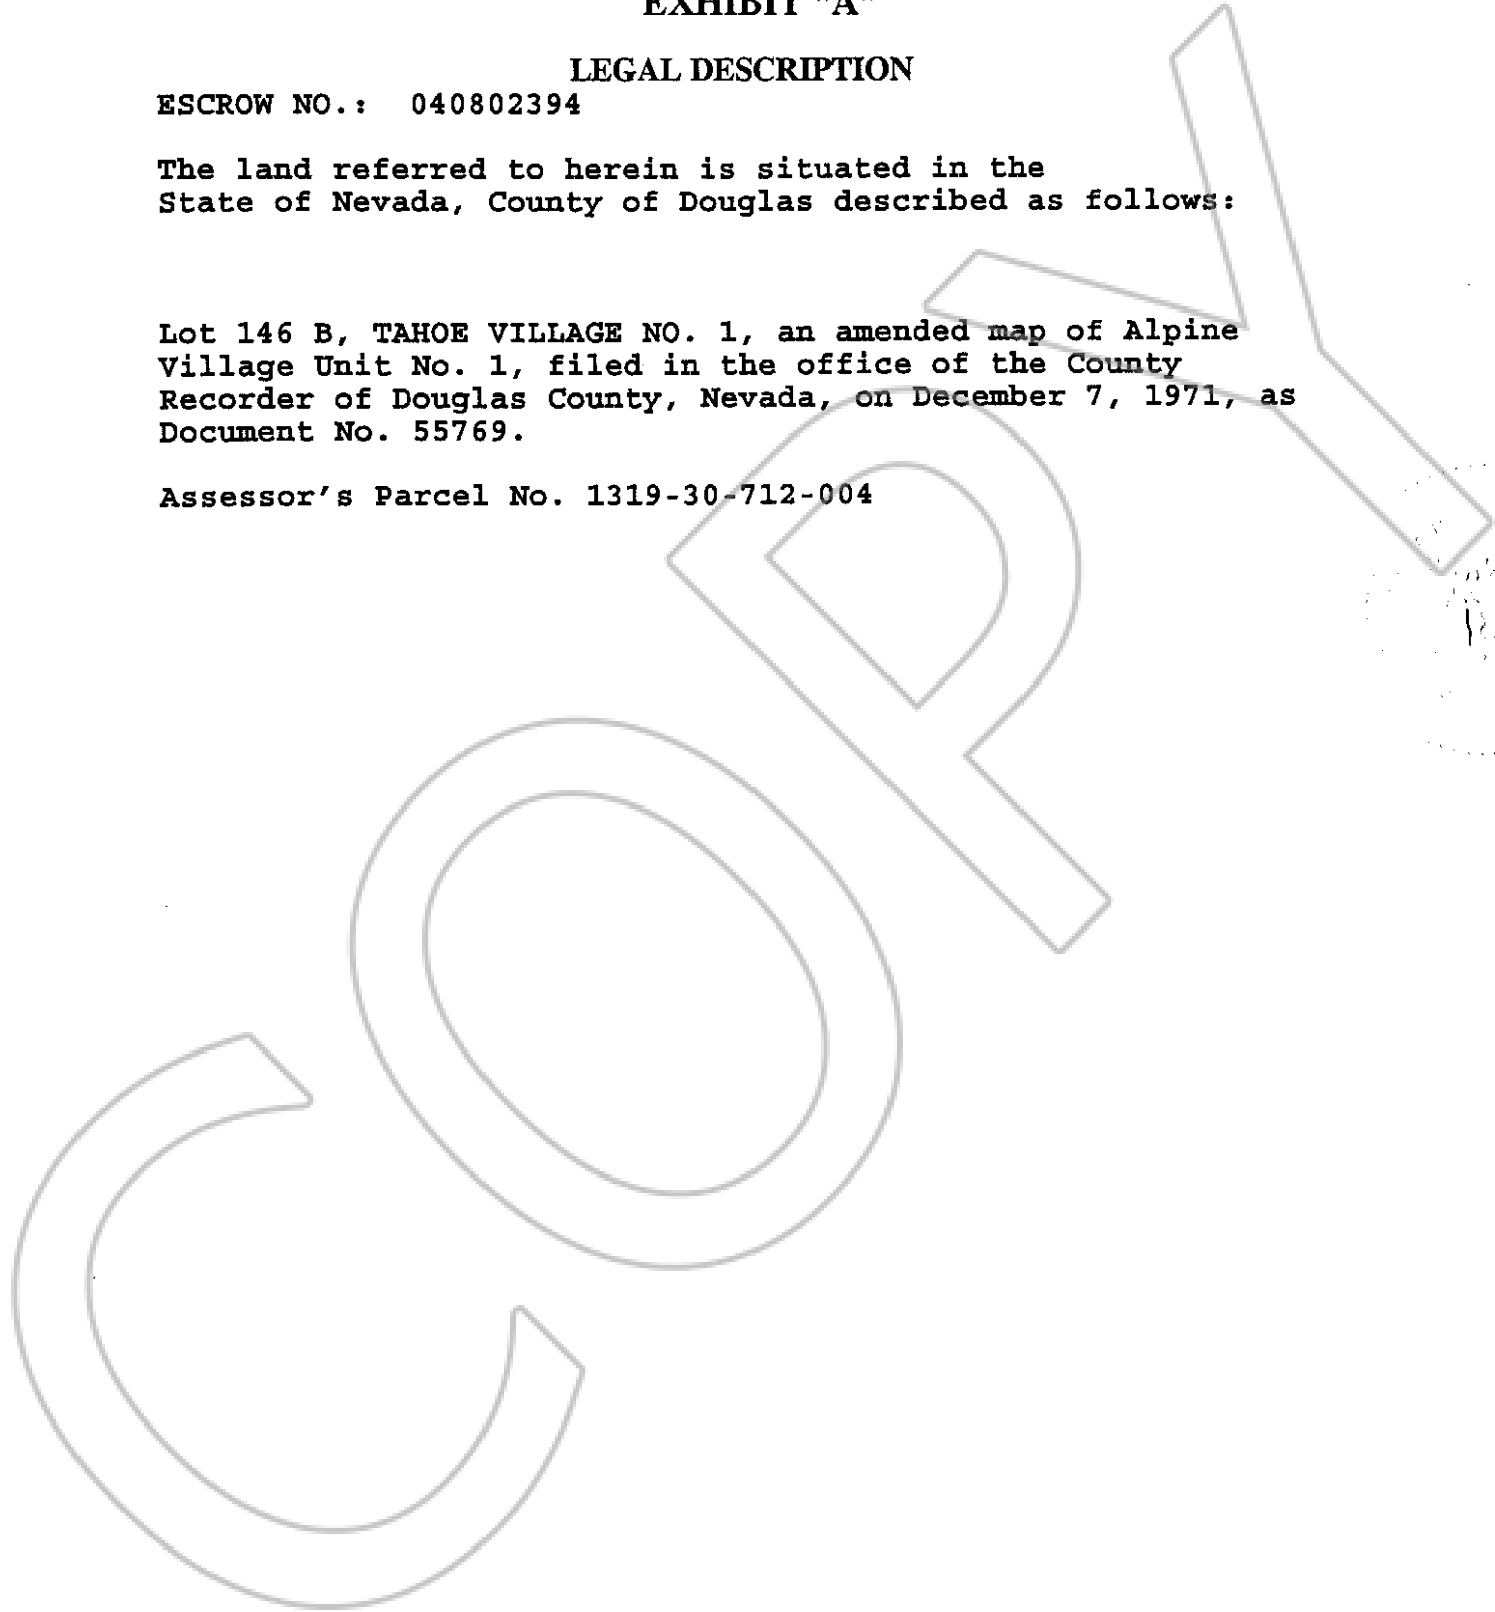 EXHIBIT "A"
LEGAL DESCRIPTION
ESCROW NO.: 040802394
The land referred to herein is situated in the
State of Nevada, County of Douglas described as follows:
Lot 146 B, TAHOE VILLAGE NO. 1, an amended map of Alpine
Village Unit No. 1, filed in the office of the County
Recorder of Douglas County, Nevada, on December 7, 1971, as
Document No. 55769.
Assessor's Parcel No. 1319-30-712-004
COPY